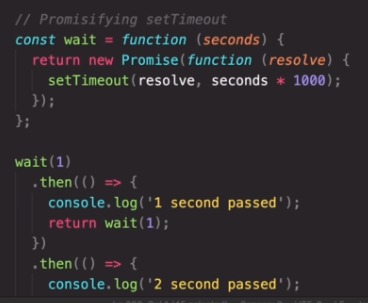 // Promisifying setTimeout
const wait = function (seconds) {
return new Promise(function (resolve) {
setTimeout(resolve, seconds * 1000);
});
};
wait(1)
.then(() => {
console.log('1 second passed');
return wait(1);
})
.then(() => {
console.log('2 second passed');